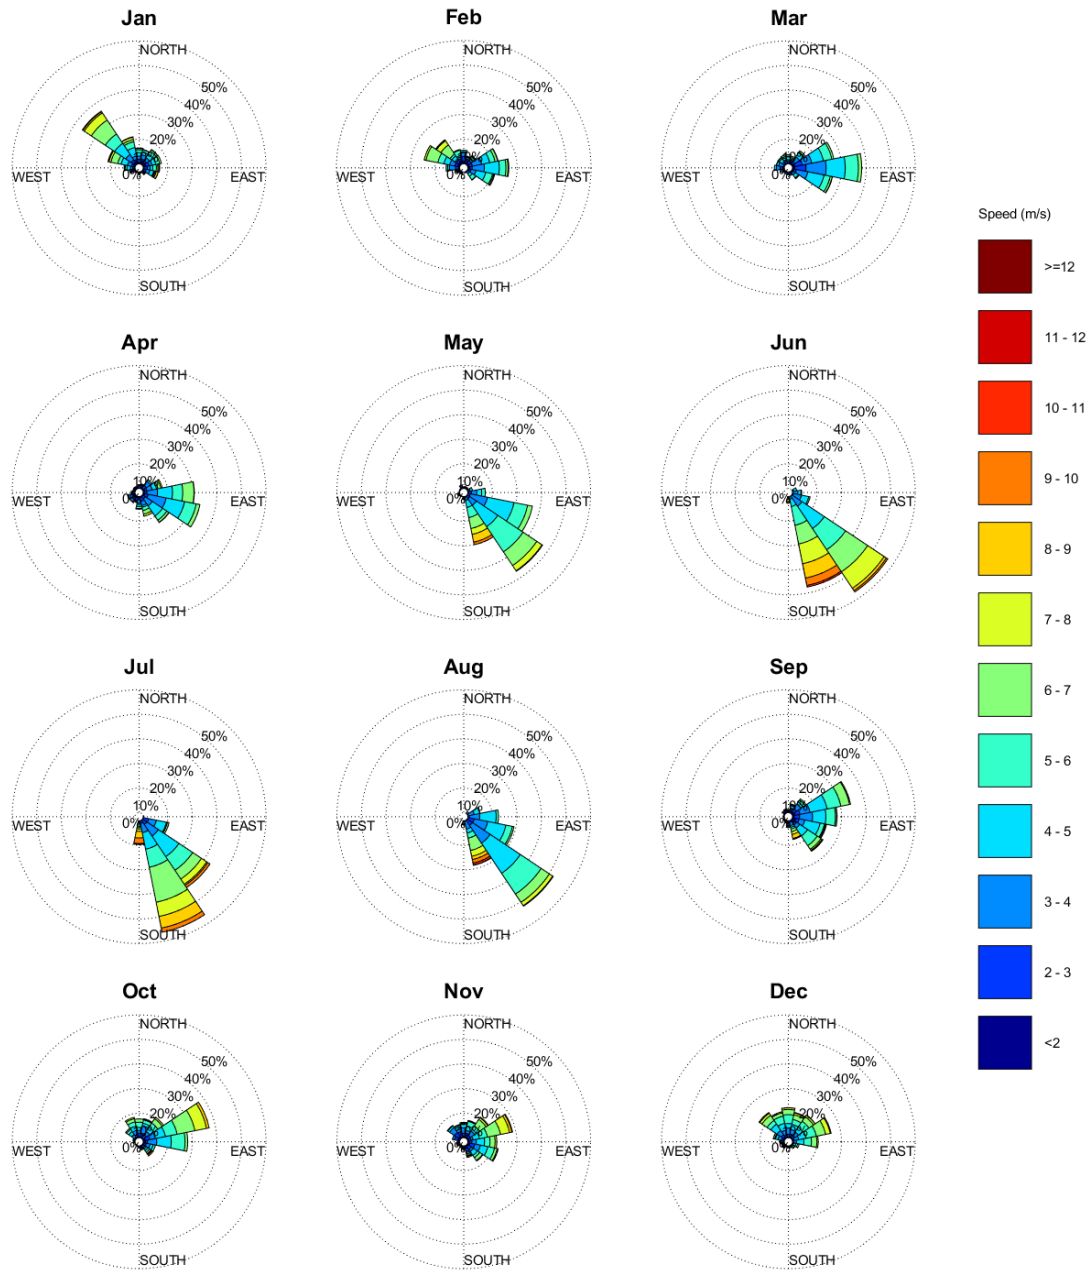 Jan Feb Mar
NORTH NORTH NORTH
50% 50% 50%
40% 40% 40%
30% 30% 30%
20% 20% 20%
0% 0% 0%
WEST EAST WEST EAST WEST EAST
SOUTH SOUTH SOUTH
Apr May Jun
NORTH NORTH NORTH
50% 50% 50%
40% 40% 40%
30% 30% 30%
20% 20% 20%
10% 10% 10%
0% 0% 0%
WEST EAST WEST EAST WEST EAST
SOUTH SOUTH SOUTH
Jul Aug Sep
NORTH NORTH NORTH
50% 50% 50%
40% 40% 40%
30% 30% 30%
20% 20% 20%
10% 10% 10%
0% 0% 0%
WEST EAST WEST EAST WEST EAST
SOUTH SOUTH SOUTH
Oct Nov Dec
NORTH NORTH NORTH
50% 50% 50%
40% 40% 40%
30% 30% 30%
20% 20% 20%
0% 0% 0%
WEST EAST WEST EAST WEST EAST
SOUTH SOUTH SOUTH
Speed (m/s)
>=12
11 - 12
10 - 11
9 - 10
8 - 9
7 - 8
6 - 7
5 - 6
4 - 5
3 - 4
2 - 3
<2